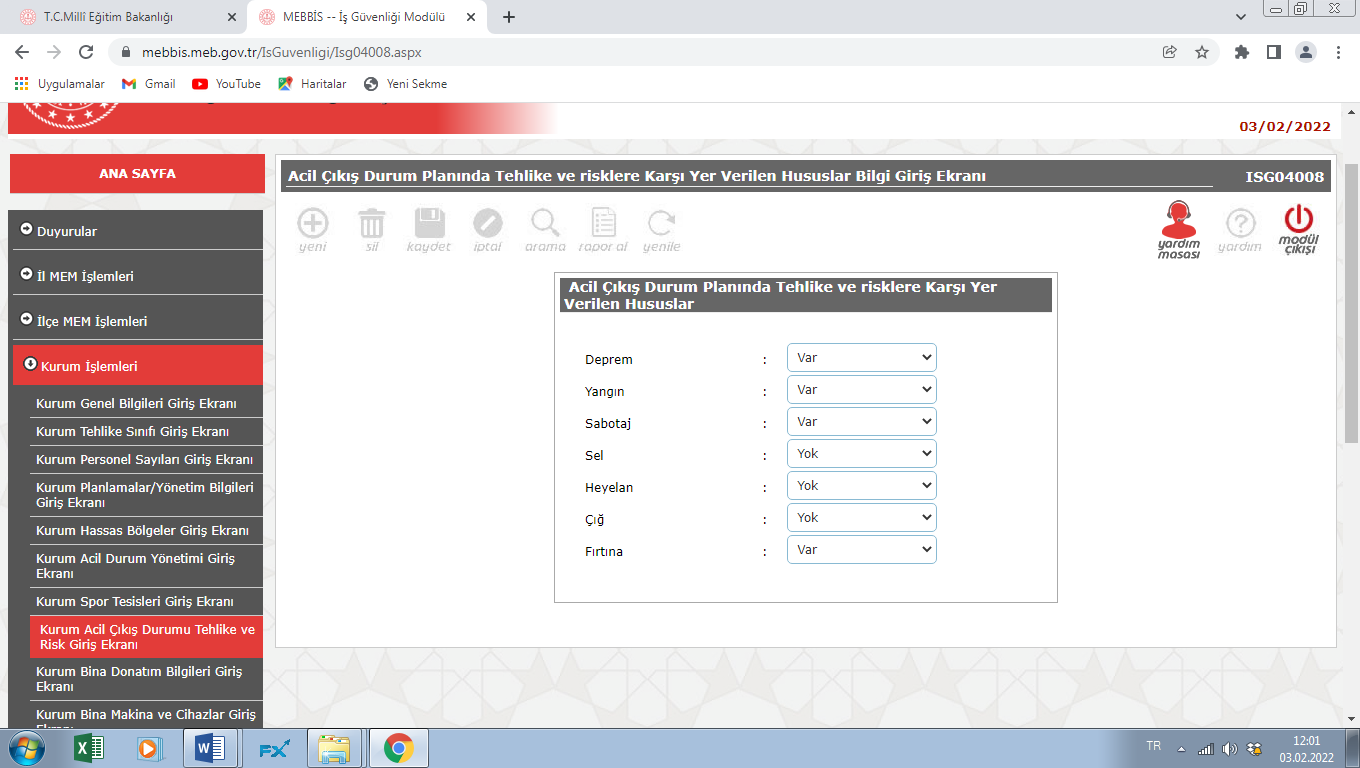 T.C.Millî Eğitim Bakanlığı
MEBBİS -- İş Güvenliği Modülü
mebbis.meb.gov.tr/IsGuvenligi/Isg04008.aspx
Uygulamalar
Gmail
YouTube
Haritalar
Yeni Sekme
03/02/2022
ANA SAYFA
Duyurular
İl MEM İşlemleri
İlçe MEM İşlemleri
Kurum İşlemleri
Kurum Genel Bilgileri Giriş Ekranı
Kurum Tehlike Sınıfı Giriş Ekranı
Kurum Personel Sayıları Giriş Ekranı
Kurum Planlamalar/Yönetim Bilgileri
Giriş Ekranı
Kurum Hassas Bölgeler Giriş Ekranı
Kurum Acil Durum Yönetimi Giriş
Ekranı
Kurum Spor Tesisleri Giriş Ekranı
Kurum Acil Çıkış Durumu Tehlike ve
Risk Giriş Ekranı
Kurum Bina Donatım Bilgileri Giriş
Ekranı
Kurum Bina Makina ve Cihazlar Giriş
Acil Çıkış Durum Planında Tehlike ve risklere Karşı Yer Verilen Hususlar Bilgi Giriş Ekranı
ISG04008
yeni
sil
kaydet
iptal
arama
rapor al
yenile
yardım
masası
yardım
modül
çıkışı
Acil Çıkış Durum Planında Tehlike ve risklere Karşı Yer
Verilen Hususlar
Deprem : Var
Yangın : Var
Sabotaj : Var
Sel : Yok
Heyelan : Yok
Çığ : Yok
Fırtına : Var
TR
12:01
03.02.2022